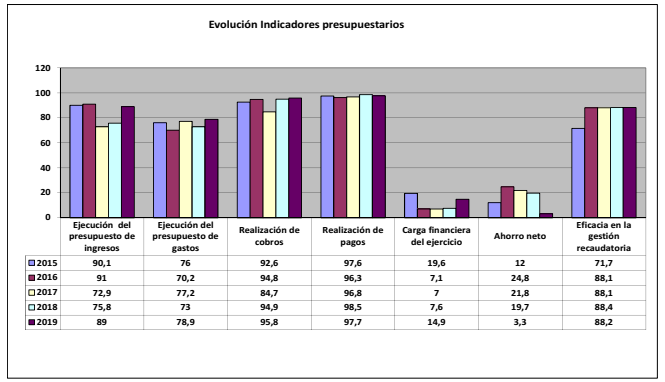 Evolución Indicadores presupuestarios
120
100
80
60
40
20
0
Ejecución del presupuesto de ingresos
Ejecución del presupuesto de gastos
Realización de cobros
Realización de pagos
Carga financiera del ejercicio
Ahorro neto
Eficacia en la gestión recaudatoria
2015 90,1 76 92,6 97,6 19,6 12 71,7
2016 91 70,2 94,8 96,3 7,1 24,8 88,1
2017 72,9 77,2 84,7 96,8 7 21,8 88,1
2018 75,8 73 94,9 98,5 7,6 19,7 88,4
2019 89 78,9 95,8 97,7 14,9 3,3 88,2